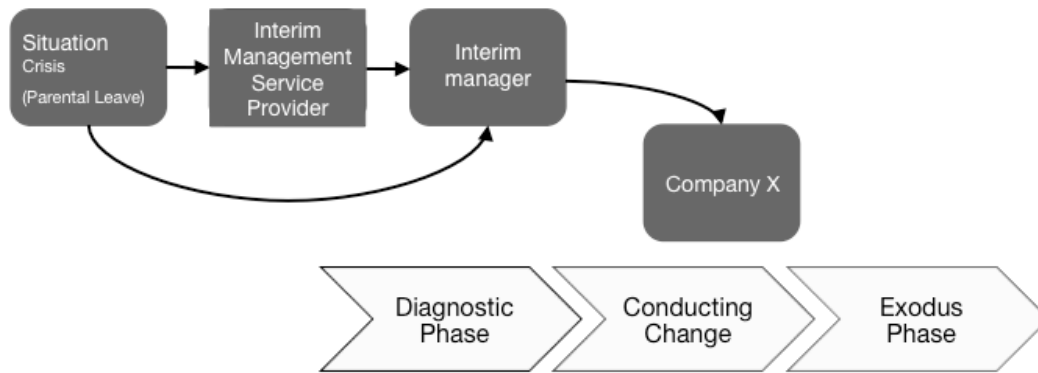 Situation
Crisis
(Parental Leave)
Interim
Management
Service
Provider
Interim
manager
Company X
Diagnostic
Phase
Conducting
Change
Exodus
Phase